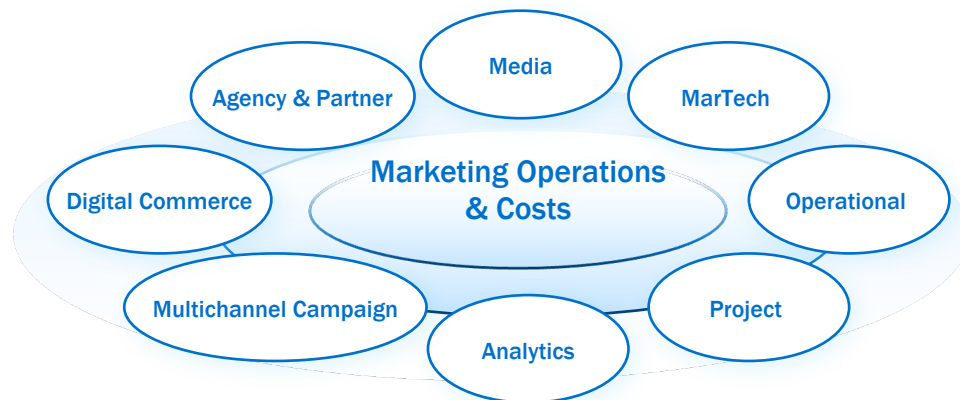 Media
Agency & Partner
MarTech
Marketing Operations
& Costs
Digital Commerce
Operational
Multichannel Campaign
Project
Analytics